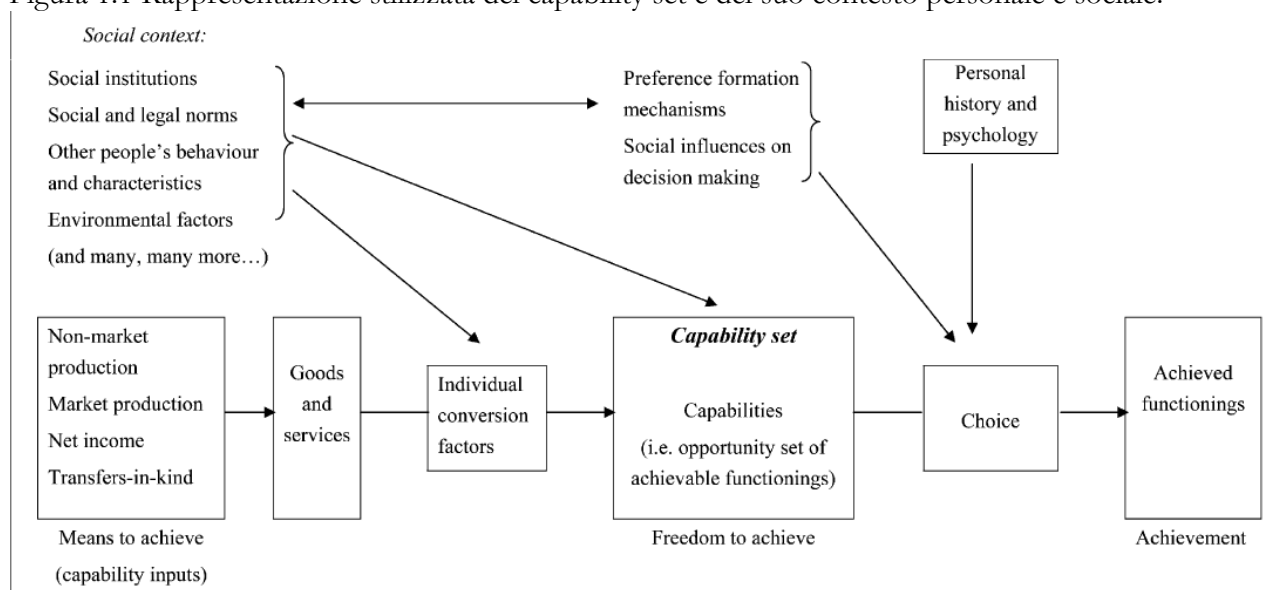 Figura 1.1 Rappresentazione stilizzata del capability set e del suo contesto personale e sociale.
Social context:
Social institutions
Social and legal norms
Other people's behaviour
and characteristics
Environmental factors
(and many, many more…)
Preference formation
mechanisms
Social influences on
decision making
Personal
history and
psychology
Non-market
production
Market production
Net income
Transfers-in-kind
Means to achieve
(capability inputs)
Goods
and
services
Individual
conversion
factors
Capability set
Capabilities
(i.e. opportunity set of
achievable functionings)
Freedom to achieve
Choice
Achieved
functionings
Achievement